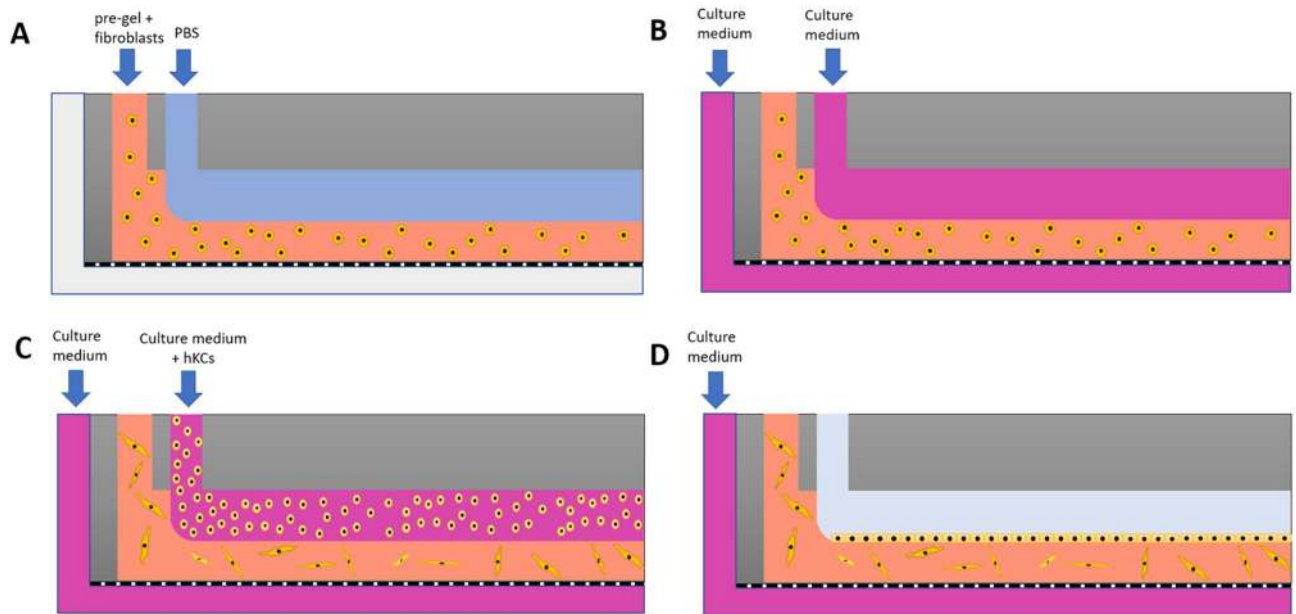 A
pre-gel +
fibroblasts
PBS
B
Culture
medium
Culture
medium
C
Culture
medium
Culture medium
+ hKCs
D
Culture
medium